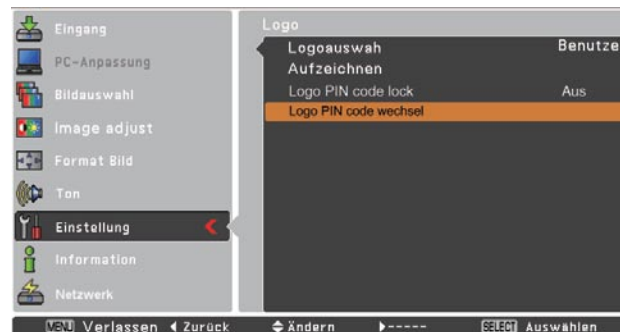 Eingang
PC-Anpassung
Bildauswahl
Image adjust
Format Bild
Ton
Einstellung
Information
Netzwerk
Logo
Logoauswah Benutze
Aufzeichnen
Logo PIN code lock Aus
Logo PIN code wechsel
MENU Verlassen Zurück Ändern ----- SELECT Auswählen